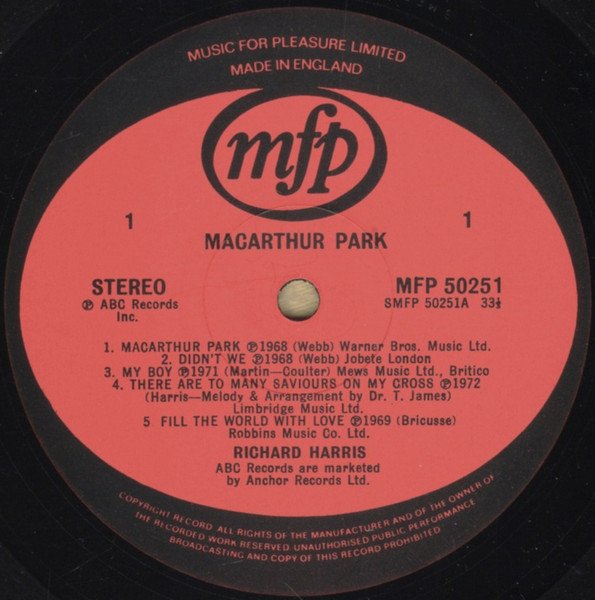 MUSIC FOR PLEASURE LIMITED
MADE IN ENGLAND
mfp
1
1
MACARTHUR PARK
STEREO
MFP 50251
℗ ABC Records
SMFP 50251A 33⅓
Inc.
1. MACARTHUR PARK ℗1968 (Webb) Warner Bros. Music Ltd.
2. DIDN'T WE ℗1968 (Webb) Jobete London
3. MY BOY ℗1971 (Martin—Coulter) Mews Music Ltd., Britico
4. THERE ARE TO MANY SAVIOURS ON MY CROSS ℗1972
(Harris—Melody & Arrangement by Dr. T. James)
Limbridge Music Ltd.
5 FILL THE WORLD WITH LOVE ℗1969 (Bricusse)
Robbins Music Co. Ltd.
RICHARD HARRIS
ABC Records are marketed
by Anchor Records Ltd.
COPYRIGHT RECORD ALL RIGHTS OF THE MANUFACTURER AND OF THE OWNER OF
THE RECORDED WORK RESERVED UNAUTHORISED PUBLIC PERFORMANCE
BROADCASTING AND COPY OF THIS RECORD PROHIBITED